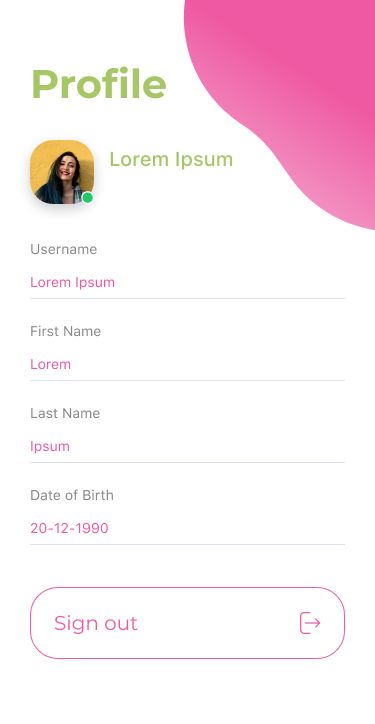 Profile
Lorem Ipsum
Username
Lorem Ipsum
First Name
Lorem
Last Name
Ipsum
Date of Birth
20-12-1990
Sign out